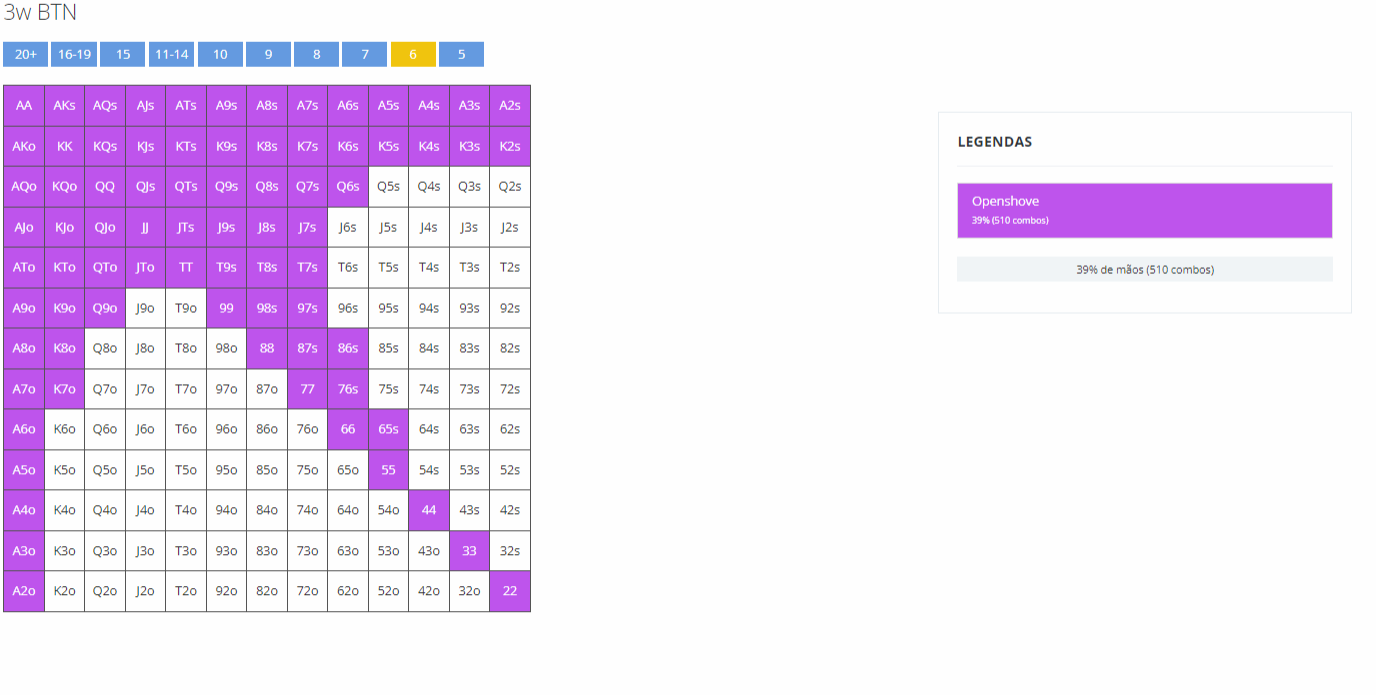 3w BTN
20+ 16-19 15 11-14 10 9 8 7 6 5
AA AKs AQs AJs ATs A9s A8s A7s A6s A5s A4s A3s A2s
AKo KK KQs KJs KTs K9s K8s K7s K6s K5s K4s K3s K2s
AQo KQo QQ QJs QTs Q9s Q8s Q7s Q6s Q5s Q4s Q3s Q2s
AJo KJo QJo JJ JTs J9s J8s J7s J6s J5s J4s J3s J2s
ATo KTo QTo JTo TT T9s T8s T7s T6s T5s T4s T3s T2s
A9o K9o Q9o J9o T9o 99 98s 97s 96s 95s 94s 93s 92s
A8o K8o Q8o J8o T8o 98o 88 87s 86s 85s 84s 83s 82s
A7o K7o Q7o J7o T7o 97o 87o 77 76s 75s 74s 73s 72s
A6o K6o Q6o J6o T6o 96o 86o 76o 66 65s 64s 63s 62s
A5o K5o Q5o J5o T5o 95o 85o 75o 65o 55 54s 53s 52s
A4o K4o Q4o J4o T4o 94o 84o 74o 64o 54o 44 43s 42s
A3o K3o Q3o J3o T3o 93o 83o 73o 63o 53o 43o 33 32s
A2o K2o Q2o J2o T2o 92o 82o 72o 62o 52o 42o 32o 22
LEGENDAS
Openshove
39% (510 combos)
39% de mãos (510 combos)